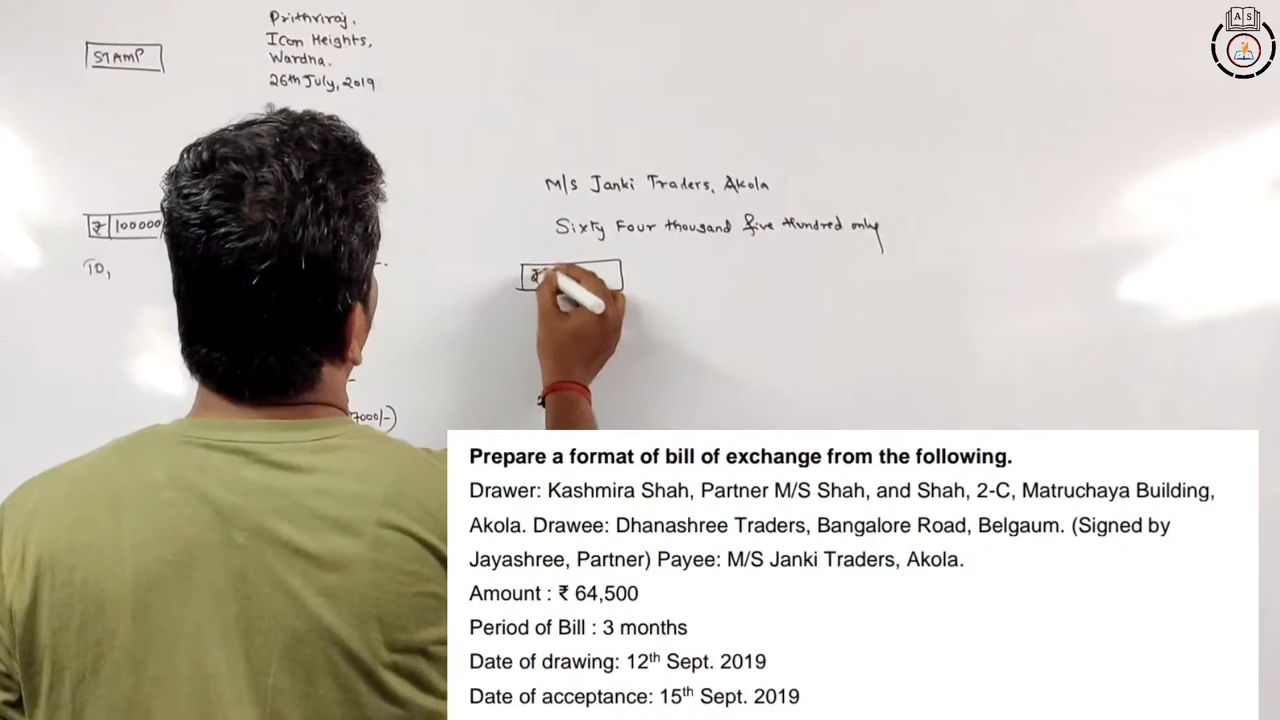 Prithviraj,
Icon Heights,
Wardha.
26th July, 2019
STAMP
₹ 100000
TO,
7000/-)
M/s Janki Traders, Akola
Sixty Four thousand five Hundred only
₹
A S
Prepare a format of bill of exchange from the following.
Drawer: Kashmira Shah, Partner M/S Shah, and Shah, 2-C, Matruchaya Building,
Akola. Drawee: Dhanashree Traders, Bangalore Road, Belgaum. (Signed by
Jayashree, Partner) Payee: M/S Janki Traders, Akola.
Amount : ₹ 64,500
Period of Bill : 3 months
Date of drawing: 12th Sept. 2019
Date of acceptance: 15th Sept. 2019